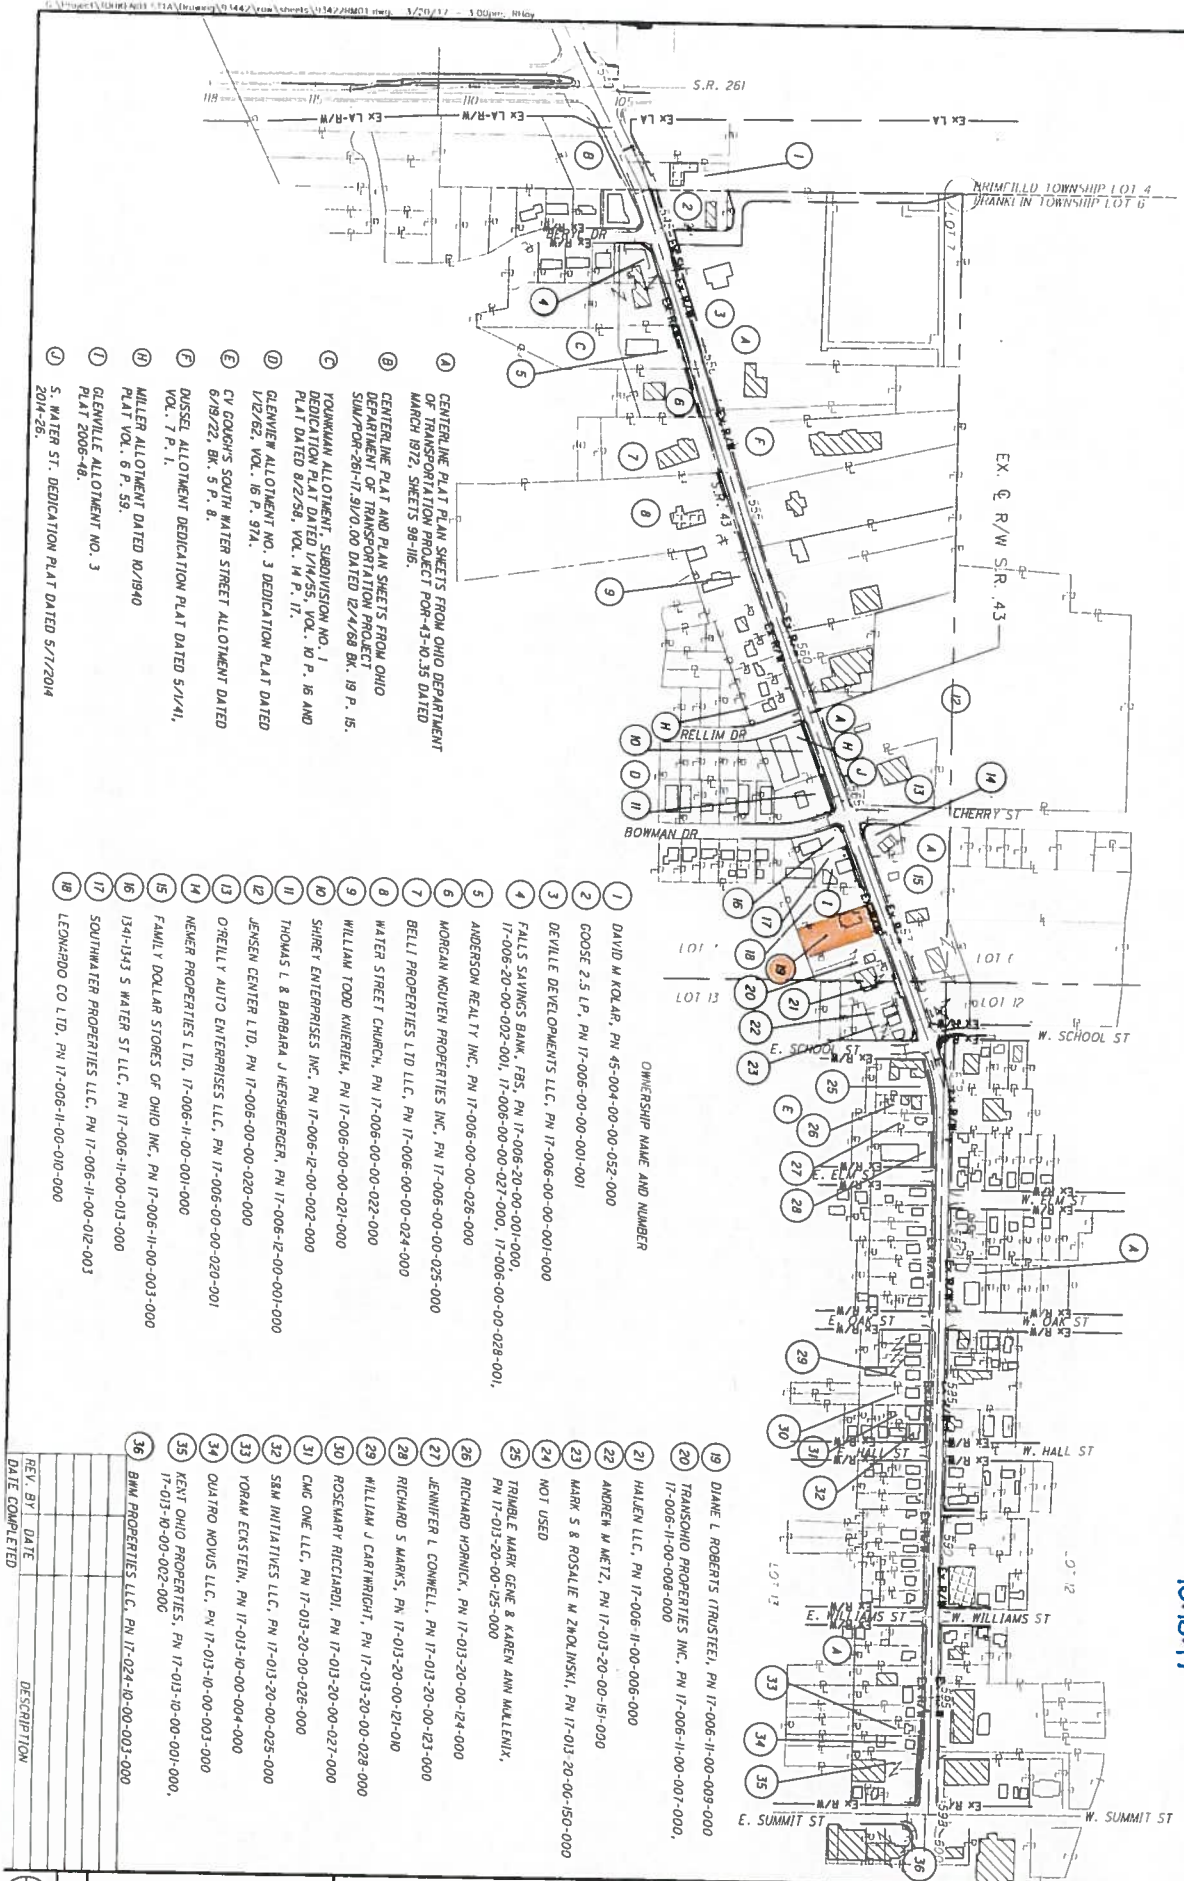 S.R. 261
118
115
110
105
EX LA-R/W
EX LA-R/W
EX LA
EX LA
BRIMFIELD TOWNSHIP LOT 4
FRANKLIN TOWNSHIP LOT 6
LOT 7
BERYL DR
EX R/W
S.R. 43
EX. ℄ R/W S.R. 43
RELLIM DR
BOWMAN DR
CHERRY ST
LOT 6
LOT 13
LOT 12
E. SCHOOL ST
W. SCHOOL ST
E. ELM ST
W. ELM ST
E. OAK ST
W. OAK ST
HALL ST
W. HALL ST
LOT 13
LOT 12
E. WILLIAMS ST
W. WILLIAMS ST
E. SUMMIT ST
W. SUMMIT ST
A CENTERLINE PLAT PLAN SHEETS FROM OHIO DEPARTMENT
OF TRANSPORTATION PROJECT POR-43-10.35 DATED
MARCH 1972, SHEETS 98-116.
B CENTERLINE PLAT AND PLAN SHEETS FROM OHIO
DEPARTMENT OF TRANSPORTATION PROJECT
SUM/POR-261-17.91/0.00 DATED 12/4/68 BK. 19 P. 15.
C YOUNKMAN ALLOTMENT, SUBDIVISION NO. 1
DEDICATION PLAT DATED 1/14/55, VOL. 10 P. 16 AND
PLAT DATED 8/2/58, VOL. 14 P. 17.
D GLENVIEW ALLOTMENT NO. 3 DEDICATION PLAT DATED
1/12/62, VOL. 16 P. 97A.
E CV GOUGH'S SOUTH WATER STREET ALLOTMENT DATED
6/19/22, BK. 5 P. 8.
F DUSSEL ALLOTMENT DEDICATION PLAT DATED 5/1/41,
VOL. 7 P. 1.
H MILLER ALLOTMENT DATED 10/1940
PLAT VOL. 6 P. 59.
I GLENVILLE ALLOTMENT NO. 3
PLAT 2006-48.
J S. WATER ST. DEDICATION PLAT DATED 5/7/2014
2014-26.
OWNERSHIP NAME AND NUMBER
1 DAVID M KOLAR, PN 45-004-00-00-052-000
2 GOOSE 2.5 LP, PN 17-006-00-00-001-001
3 DEVILLE DEVELOPMENTS LLC, PN 17-006-00-00-001-000
4 FALLS SAVINGS BANK, FBS, PN 17-006-20-00-001-000,
17-006-20-00-002-001, 17-006-00-00-027-000, 17-006-00-00-028-001,
5 ANDERSON REALTY INC, PN 17-006-00-00-026-000
6 MORGAN NGUYEN PROPERTIES INC, PN 17-006-00-00-025-000
7 BELLI PROPERTIES LTD LLC, PN 17-006-00-00-024-000
8 WATER STREET CHURCH, PN 17-006-00-00-022-000
9 WILLIAM TODD KNIERIEM, PN 17-006-00-00-021-000
10 SHIREY ENTERPRISES INC, PN 17-006-12-00-002-000
11 THOMAS L & BARBARA J HERSHBERGER, PN 17-006-12-00-001-000
12 JENSEN CENTER LTD, PN 17-006-00-00-020-000
13 O'REILLY AUTO ENTERPRISES LLC, PN 17-006-00-00-020-001
14 NEMER PROPERTIES LTD, 17-006-11-00-001-000
15 FAMILY DOLLAR STORES OF OHIO INC, PN 17-006-11-00-003-000
16 1341-1343 S WATER ST LLC, PN 17-006-11-00-013-000
17 SOUTHWATER PROPERTIES LLC, PN 17-006-11-00-012-003
18 LEONARDO CO LTD, PN 17-006-11-00-010-000
19 DIANE L ROBERTS (TRUSTEE), PN 17-006-11-00-009-000
20 TRANSOHIO PROPERTIES INC, PN 17-006-11-00-007-000,
17-006-11-00-008-000
21 HAIJEN LLC, PN 17-006-11-00-006-000
22 ANDREW M METZ, PN 17-013-20-00-151-000
23 MARK S & ROSALIE M ZWOLINSKI, PN 17-013-20-00-150-000
24 NOT USED
25 TRIMBLE MARK GENE & KAREN ANN MULLENIX,
PN 17-013-20-00-125-000
26 RICHARD HORNICK, PN 17-013-20-00-124-000
27 JENNIFER L CONWELL, PN 17-013-20-00-123-000
28 RICHARD S MARKS, PN 17-013-20-00-121-010
29 WILLIAM J CARTWRIGHT, PN 17-013-20-00-028-000
30 ROSEMARY RICCIARDI, PN 17-013-20-00-027-000
31 CMG ONE LLC, PN 17-013-20-00-026-000
32 S&M INITIATIVES LLC, PN 17-013-20-00-025-000
33 YORAM ECKSTEIN, PN 17-013-10-00-004-000
34 QUATRO NOVUS LLC, PN 17-013-10-00-003-000
35 KENT OHIO PROPERTIES, PN 17-013-10-00-001-000,
17-013-10-00-002-000
36 BWM PROPERTIES LLC, PN 17-024-10-00-003-000
REV. BY DATE DESCRIPTION
DATE COMPLETED